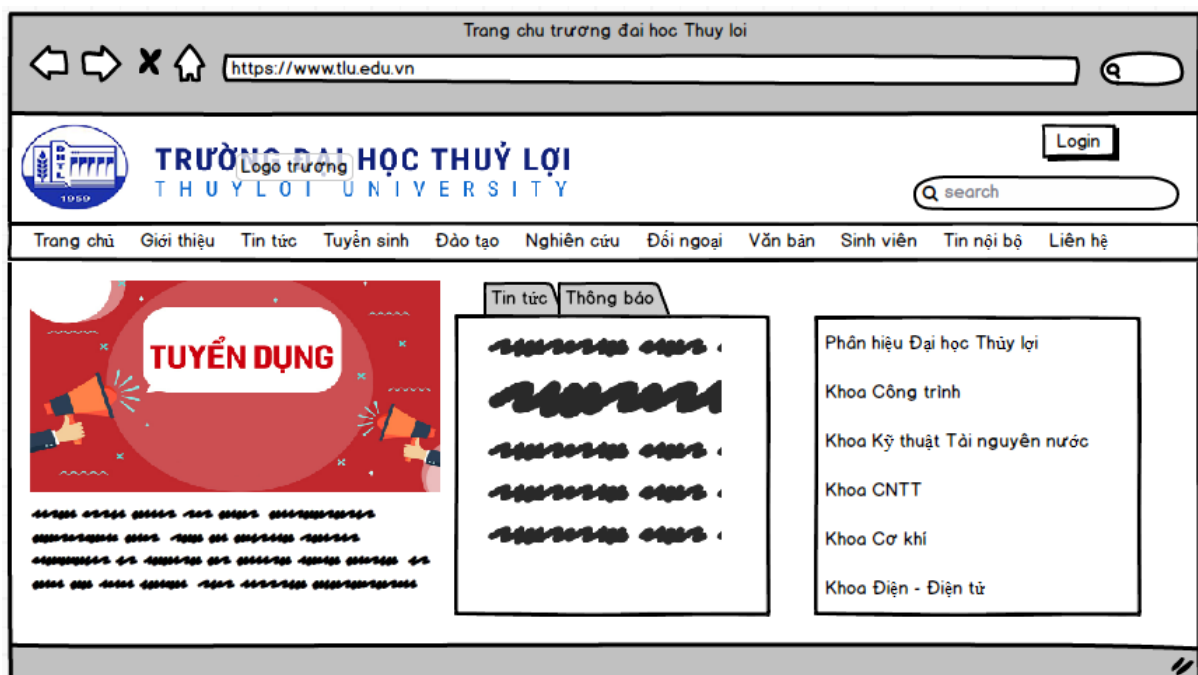 Trang chu trương đai hoc Thuy loi
https://www.tlu.edu.vn
Login
TRƯỜNG ĐẠI HỌC THUỶ LỢI
Logo trường
THUYLOI UNIVERSITY
1959
search
Trang chủ Giới thiệu Tin tức Tuyển sinh Đào tạo Nghiên cứu Đối ngoại Văn bản Sinh viên Tin nội bộ Liên hệ
TUYỂN DỤNG
Tin tức Thông báo
Phân hiệu Đại học Thủy lợi
Khoa Công trình
Khoa Kỹ thuật Tài nguyên nước
Khoa CNTT
Khoa Cơ khí
Khoa Điện - Điện tử